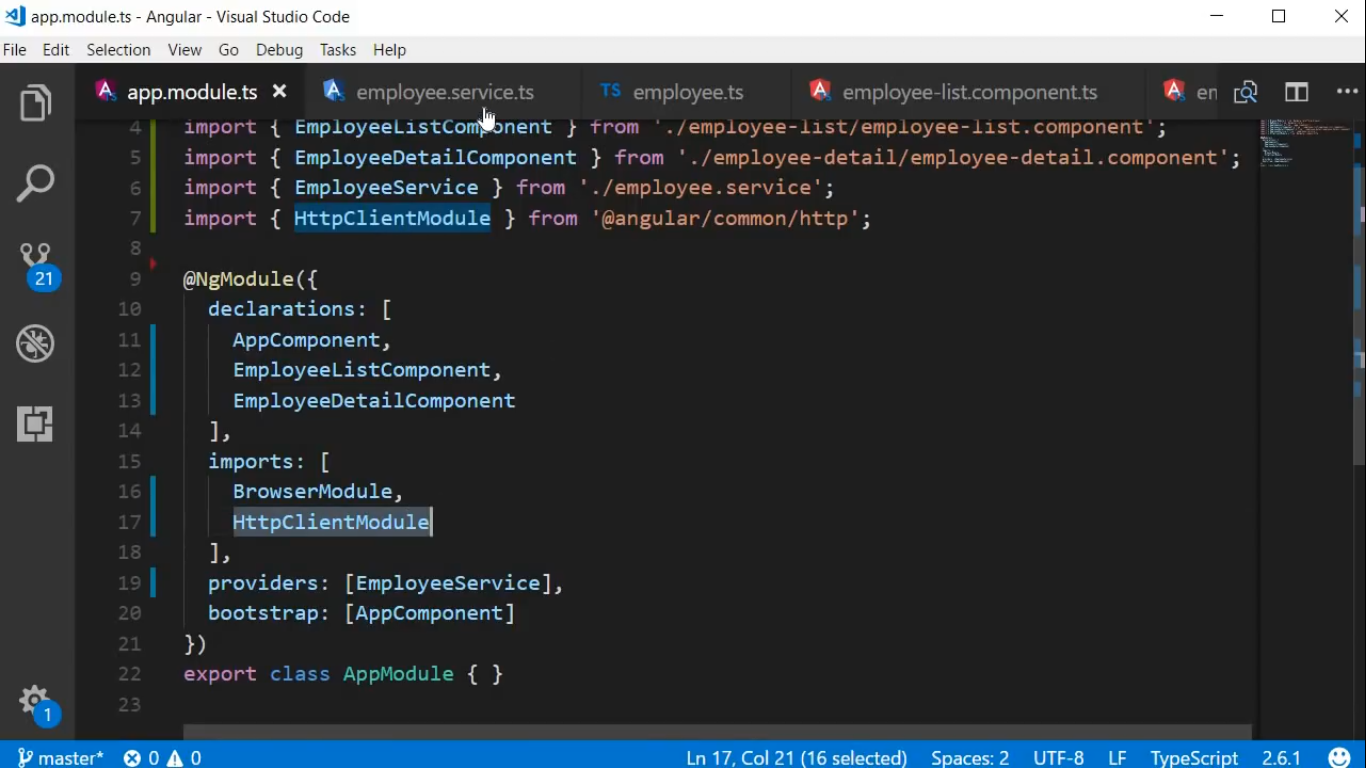 app.module.ts - Angular - Visual Studio Code
File Edit Selection View Go Debug Tasks Help
app.module.ts employee.service.ts TS employee.ts employee-list.component.ts em
4 import { EmployeeListComponent } from './employee-list/employee-list.component';
5 import { EmployeeDetailComponent } from './employee-detail/employee-detail.component';
6 import { EmployeeService } from './employee.service';
7 import { HttpClientModule } from '@angular/common/http';
8
9 @NgModule({
10 declarations: [
11 AppComponent,
12 EmployeeListComponent,
13 EmployeeDetailComponent
14 ],
15 imports: [
16 BrowserModule,
17 HttpClientModule
18 ],
19 providers: [EmployeeService],
20 bootstrap: [AppComponent]
21 })
22 export class AppModule { }
23
21
1
master* 0 0 Ln 17, Col 21 (16 selected) Spaces: 2 UTF-8 LF TypeScript 2.6.1